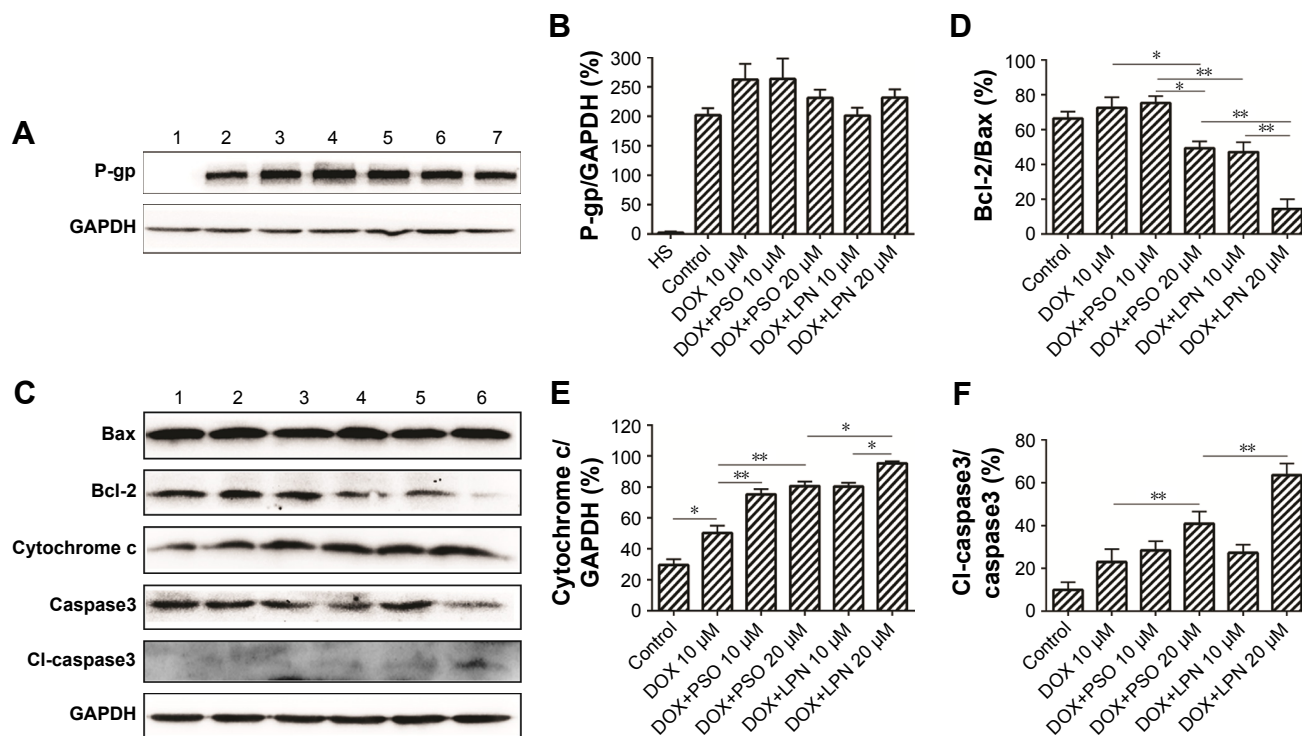 A
1 2 3 4 5 6 7
P-gp
GAPDH
B
P-gp/GAPDH (%)
300
250
200
150
100
50
0
HS
Control
DOX 10 µM
DOX+PSO 10 µM
DOX+PSO 20 µM
DOX+LPN 10 µM
DOX+LPN 20 µM
D
Bcl-2/Bax (%)
100
80
60
40
20
0
*
**
*
**
**
Control
DOX 10 µM
DOX+PSO 10 µM
DOX+PSO 20 µM
DOX+LPN 10 µM
DOX+LPN 20 µM
C
1 2 3 4 5 6
Bax
Bcl-2
Cytochrome c
Caspase3
Cl-caspase3
GAPDH
E
Cytochrome c/
GAPDH (%)
120
100
80
60
40
20
0
*
**
**
*
*
Control
DOX 10 µM
DOX+PSO 10 µM
DOX+PSO 20 µM
DOX+LPN 10 µM
DOX+LPN 20 µM
F
Cl-caspase3/
caspase3 (%)
80
60
40
20
0
**
**
Control
DOX 10 µM
DOX+PSO 10 µM
DOX+PSO 20 µM
DOX+LPN 10 µM
DOX+LPN 20 µM